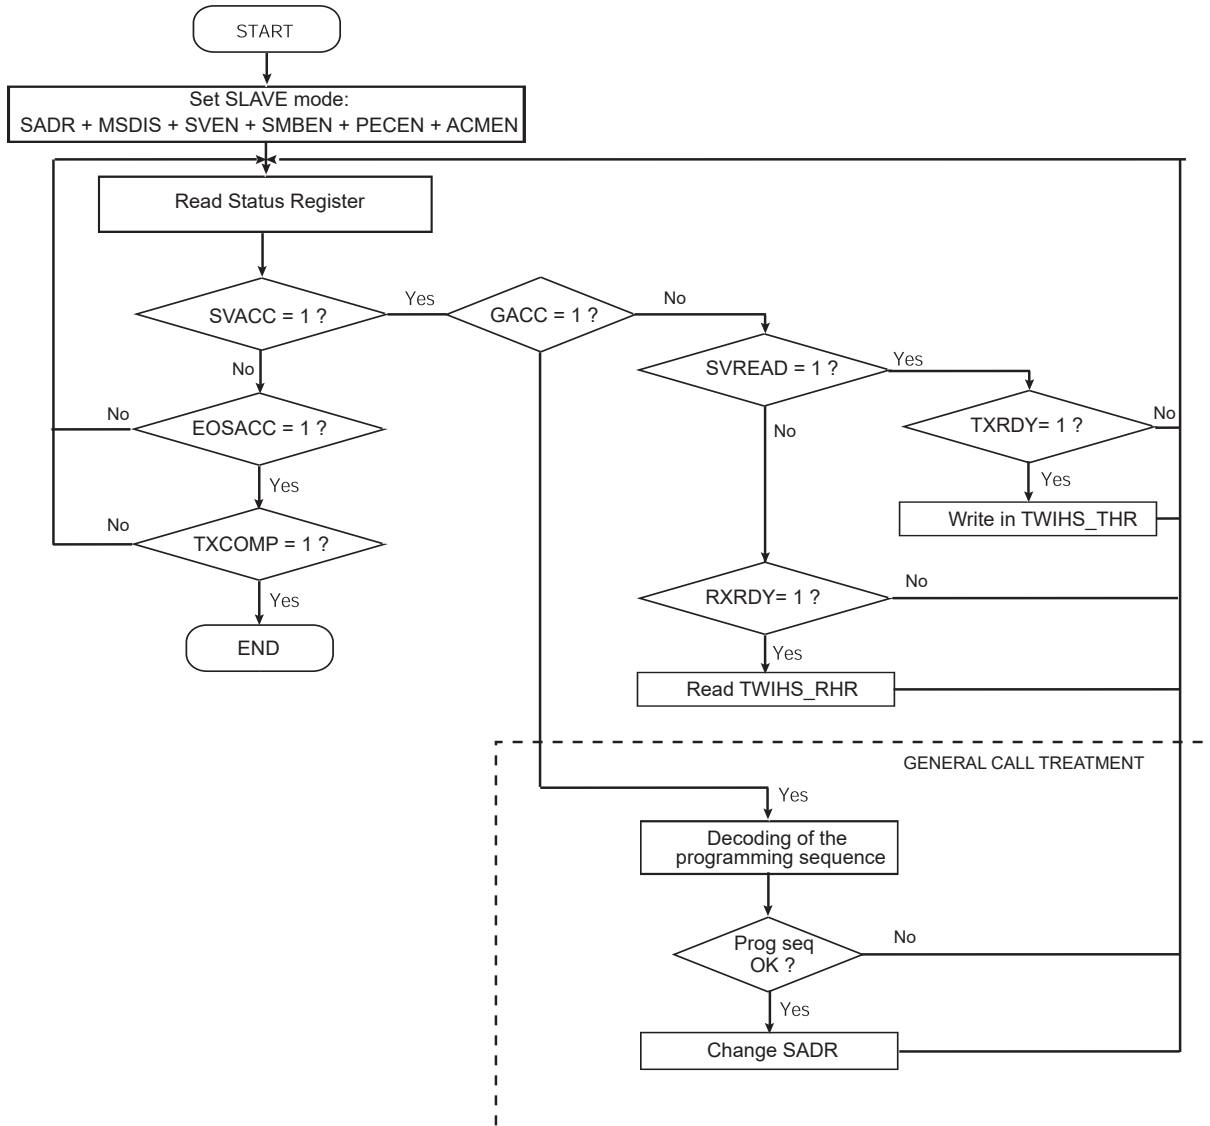 START
Set SLAVE mode:
SADR + MSDIS + SVEN + SMBEN + PECEN + ACMEN
Read Status Register
SVACC = 1 ?
Yes
GACC = 1 ?
No
SVREAD = 1 ?
Yes
No
No
EOSACC = 1 ?
No
TXRDY= 1 ?
No
Yes
Yes
Write in TWIHS_THR
No
TXCOMP = 1 ?
Yes
RXRDY= 1 ?
No
END
Yes
Read TWIHS_RHR
GENERAL CALL TREATMENT
Yes
Decoding of the
programming sequence
Prog seq
OK ?
No
Yes
Change SADR